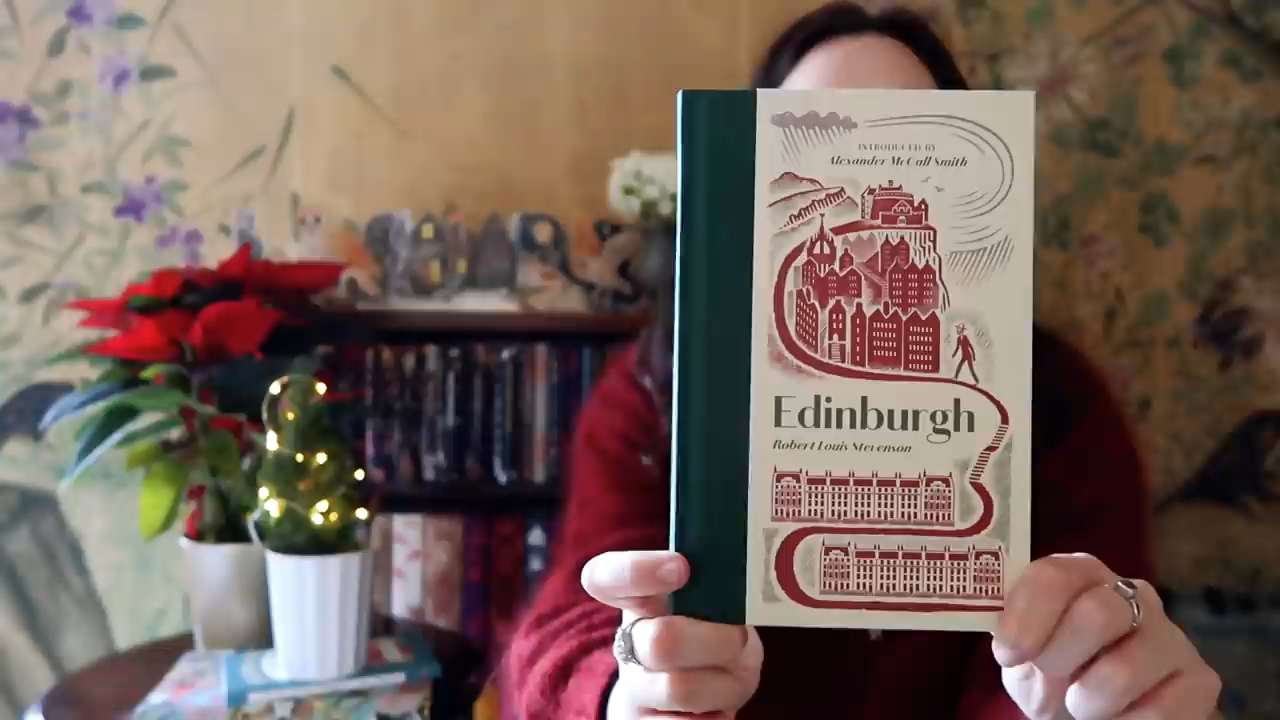 INTRODUCED BY
Alexander McCall Smith
Edinburgh
Robert Louis Stevenson